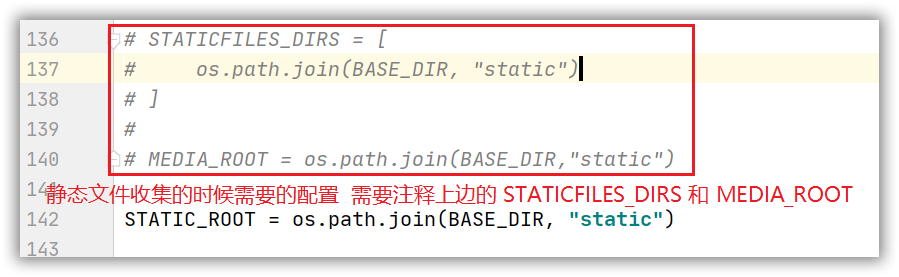 136 # STATICFILES_DIRS = [
137 #     os.path.join(BASE_DIR, "static")
138 # ]
139 #
140 # MEDIA_ROOT = os.path.join(BASE_DIR,"static")
静态文件收集的时候需要的配置 需要注释上边的 STATICFILES_DIRS 和 MEDIA_ROOT
142 STATIC_ROOT = os.path.join(BASE_DIR, "static")
143